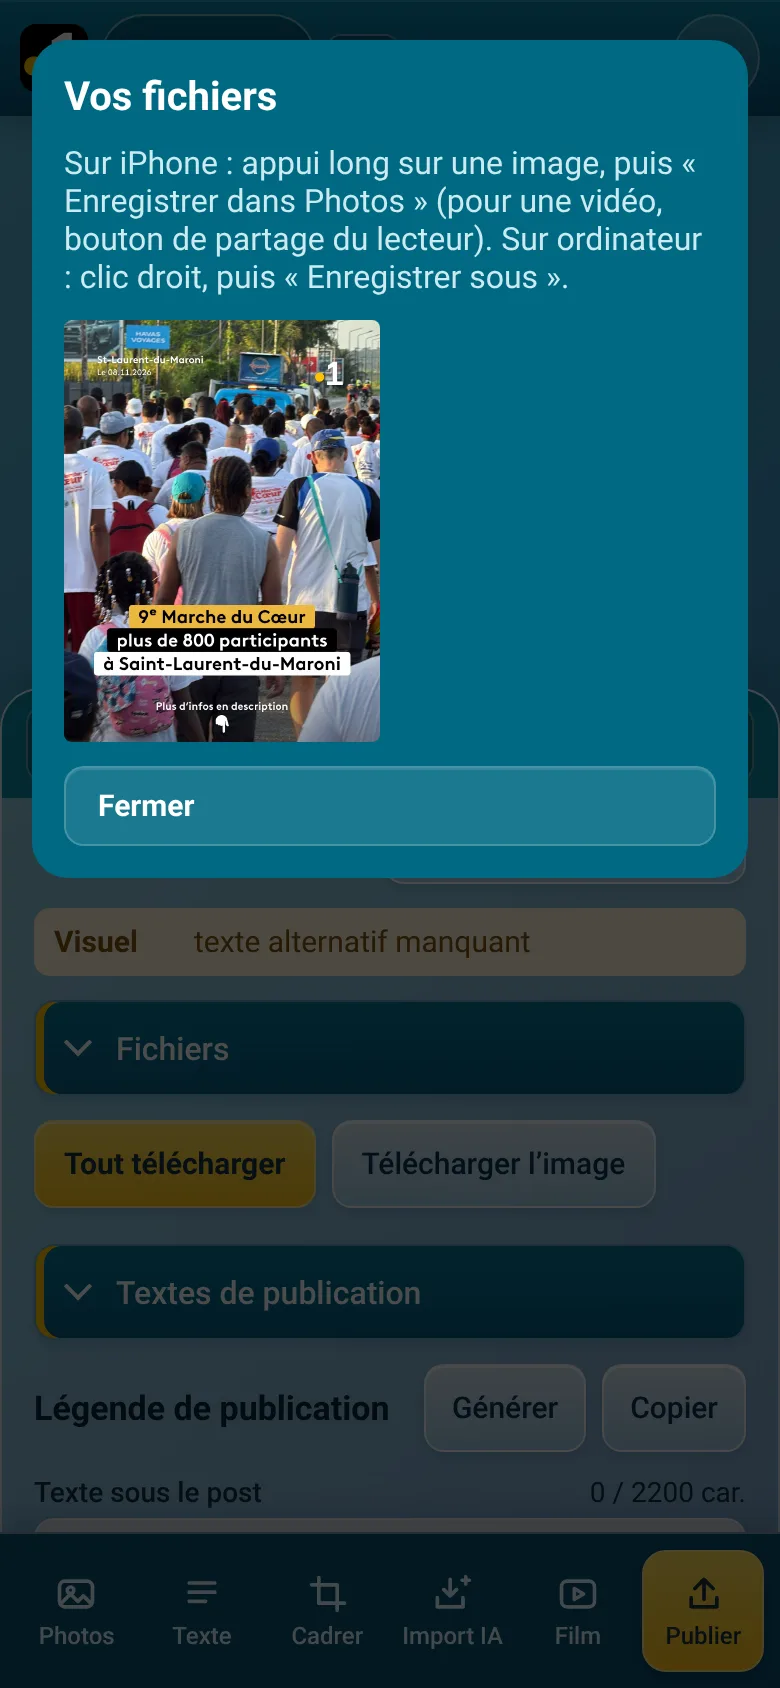 Vos fichiers
Sur iPhone : appui long sur une image, puis «
Enregistrer dans Photos » (pour une vidéo,
bouton de partage du lecteur). Sur ordinateur
: clic droit, puis « Enregistrer sous ».
HAVAS
VOYAGES
St-Laurent-du-Maroni
Le 08.11.2026
1
Cœur
9e Marche du Cœur
plus de 800 participants
à Saint-Laurent-du-Maroni
Plus d’infos en description
Fermer
Visuel texte alternatif manquant
Fichiers
Tout télécharger Télécharger l’image
Textes de publication
Légende de publication Générer Copier
Texte sous le post 0 / 2200 car.
Photos Texte Cadrer Import IA Film Publier